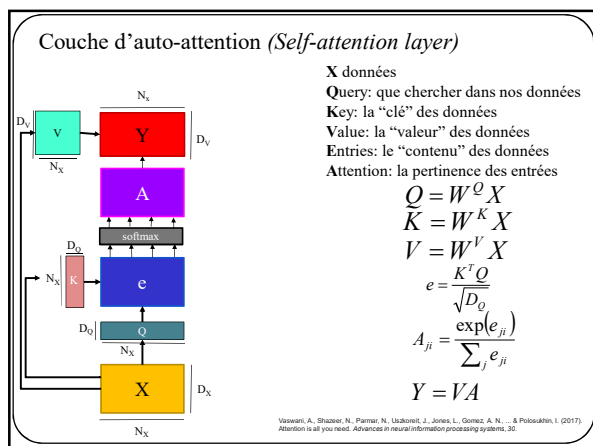 Couche d’auto-attention (Self-attention layer)
X données
Query: que chercher dans nos données
Key: la “clé” des données
Value: la “valeur” des données
Entries: le “contenu” des données
Attention: la pertinence des entrées
Q = W^Q X
K = W^K X
V = W^V X
e = K^T Q / √D_Q
A_ji = exp(e_ji) / ∑_j e_ji
Y = VA
N_x
D_V
V
Y
D_V
N_X
A
softmax
D_Q
N_X
K
e
D_Q
Q
N_X
X
D_X
N_X
Vaswani, A., Shazeer, N., Parmar, N., Uszkoreit, J., Jones, L., Gomez, A. N., ... & Polosukhin, I. (2017).
Attention is all you need. Advances in neural information processing systems, 30.